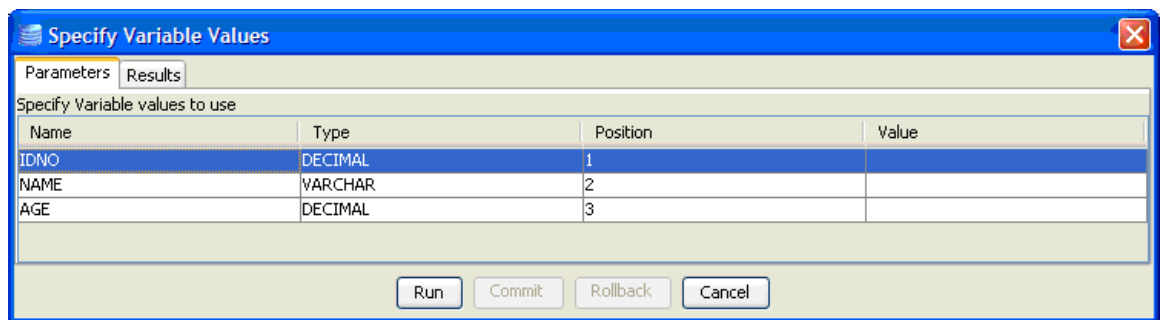 Specify Variable Values
Parameters Results
Specify Variable values to use
Name Type Position Value
IDNO DECIMAL 1
NAME VARCHAR 2
AGE DECIMAL 3
Run Commit Rollback Cancel